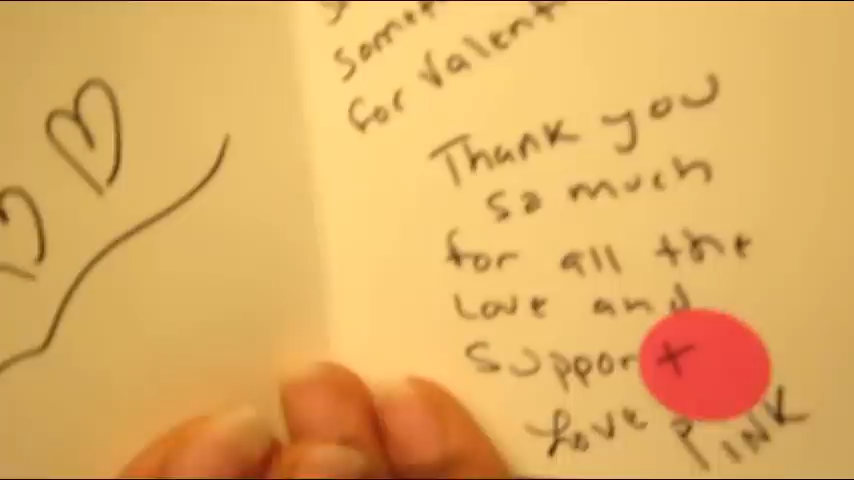 for Valent
Thank you
so much
for all the
Love and
support
Love PINK